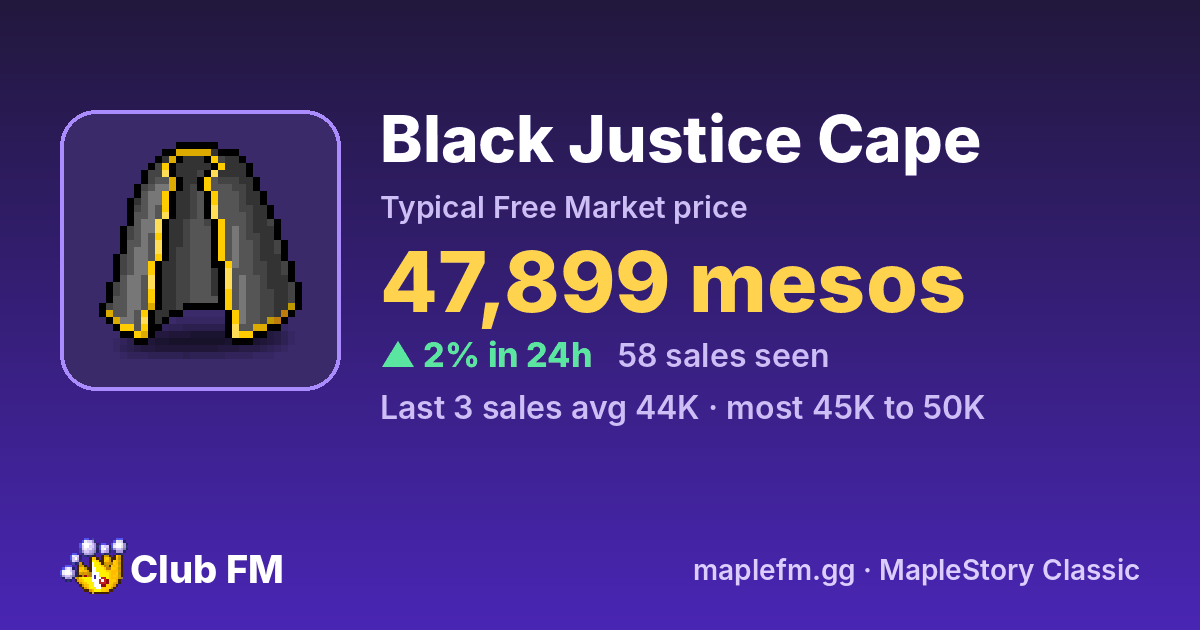 Black Justice Cape
Typical Free Market price
47,899 mesos
▲ 2% in 24h 58 sales seen
Last 3 sales avg 44K · most 45K to 50K
Club FM
maplefm.gg · MapleStory Classic